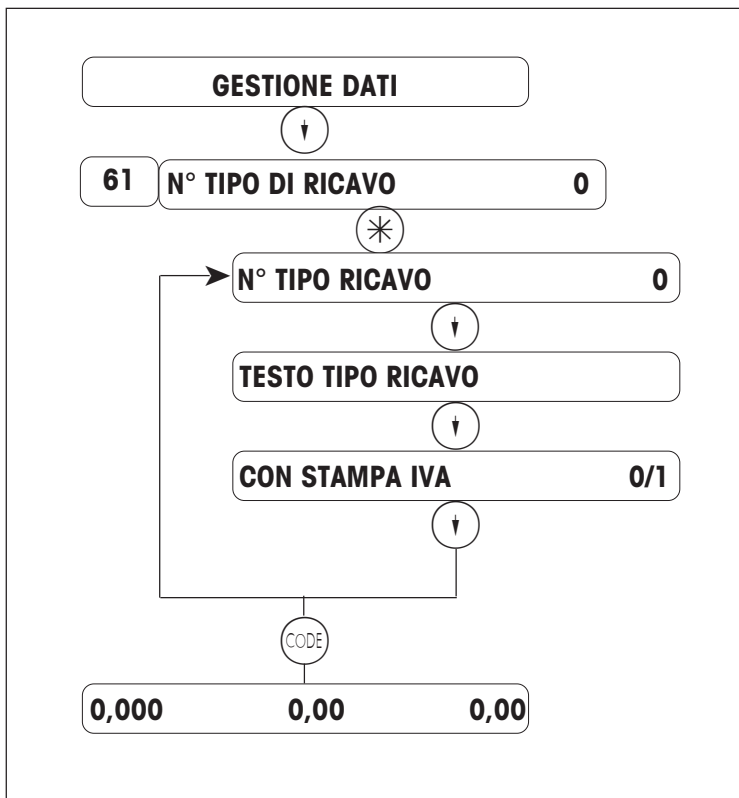 GESTIONE DATI
61 N° TIPO DI RICAVO 0
N° TIPO RICAVO 0
TESTO TIPO RICAVO
CON STAMPA IVA 0/1
CODE
0,000 0,00 0,00